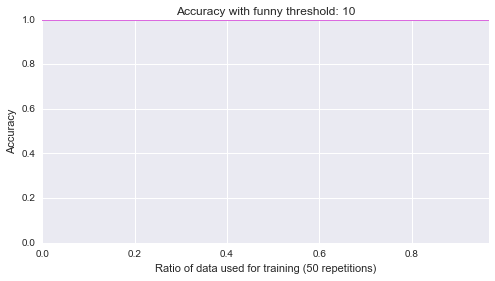 Accuracy with funny threshold: 10
1.0
0.8
0.6
0.4
0.2
0.0
Accuracy
0.0 0.2 0.4 0.6 0.8
Ratio of data used for training (50 repetitions)